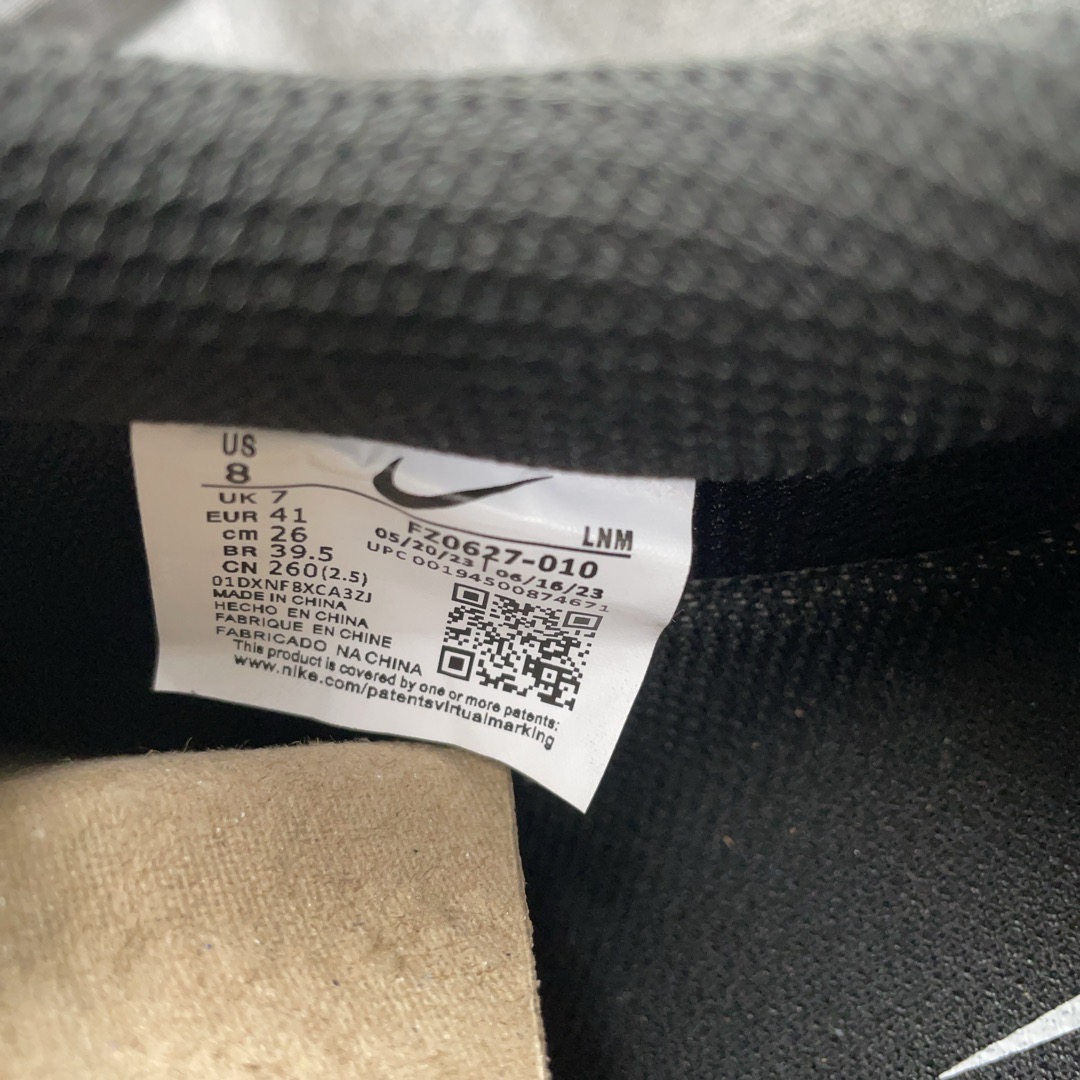 US
8
UK 7
EUR 41
cm 26
BR 39.5
CN 260(2.5)
LNM
FZ0627-010
05/20/23 06/16/23
UPC 00194500874671
01DXNF8XCA3ZJ
MADE IN CHINA
HECHO EN CHINA
FABRIQUE EN CHINE
FABRICADO NA CHINA
This product is covered by one or more patents:
www.nike.com/patentsvirtualmarking